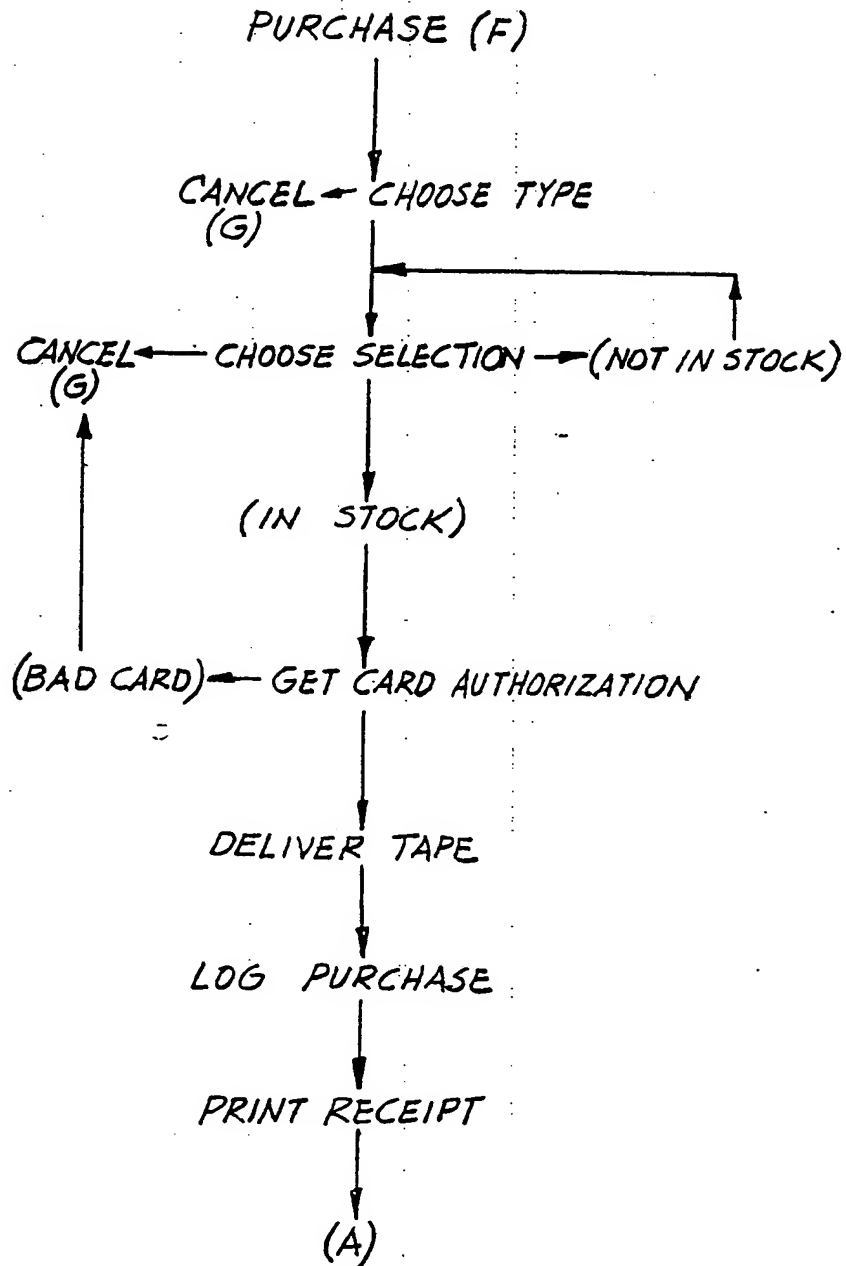 PURCHASE (F)
CANCEL CHOOSE TYPE
(G)
CANCEL CHOOSE SELECTION (NOT IN STOCK)
(G)
(IN STOCK)
(BAD CARD) GET CARD AUTHORIZATION
DELIVER TAPE
LOG PURCHASE
PRINT RECEIPT
(A)